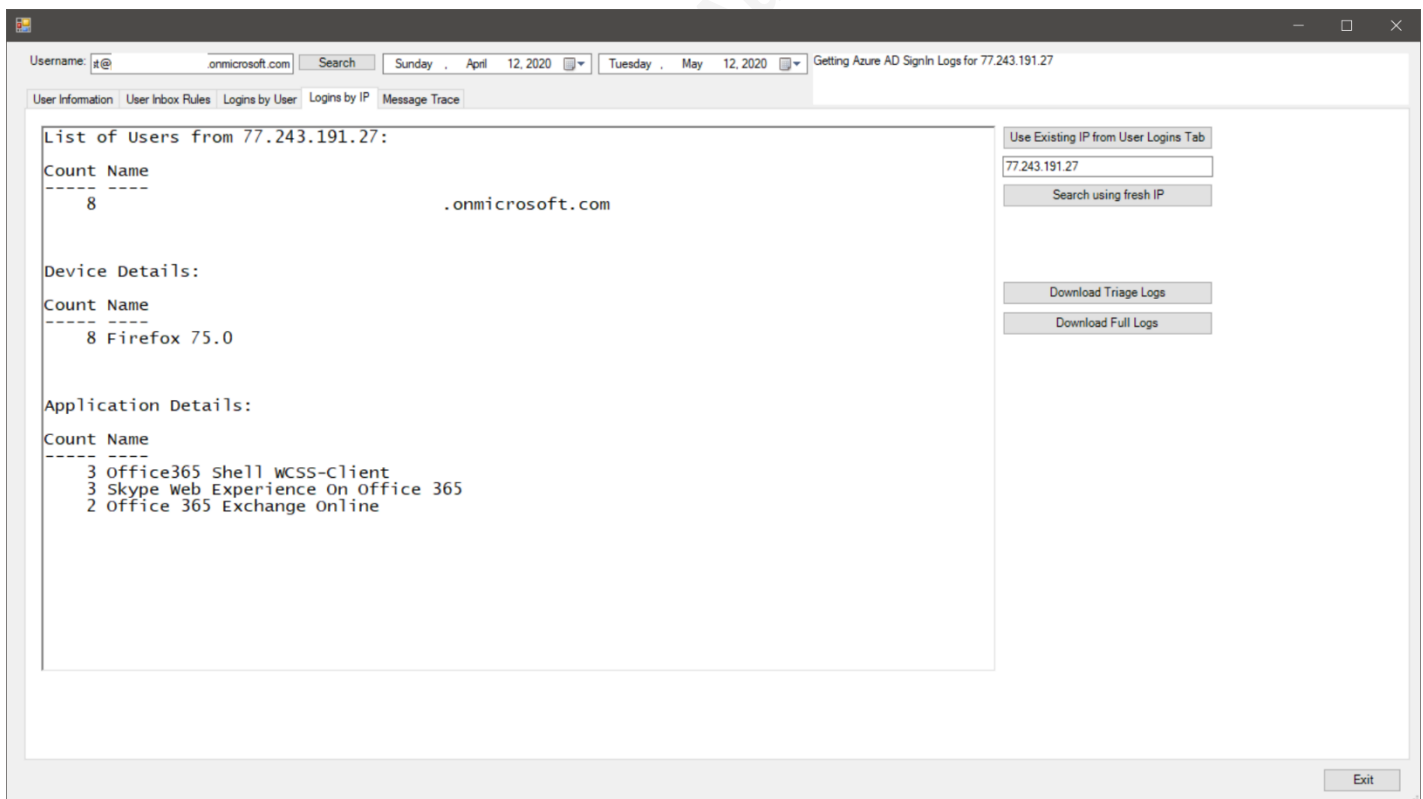 Username: st@ .onmicrosoft.com Search Sunday , April 12, 2020 Tuesday , May 12, 2020 Getting Azure AD SignIn Logs for 77.243.191.27
User Information User Inbox Rules Logins by User Logins by IP Message Trace
List of Users from 77.243.191.27:
Count Name
----- ----
8 .onmicrosoft.com
Device Details:
Count Name
----- ----
8 Firefox 75.0
Application Details:
Count Name
----- ----
3 Office365 Shell WCSS-Client
3 Skype Web Experience On Office 365
2 Office 365 Exchange Online
Use Existing IP from User Logins Tab
77.243.191.27
Search using fresh IP
Download Triage Logs
Download Full Logs
Exit